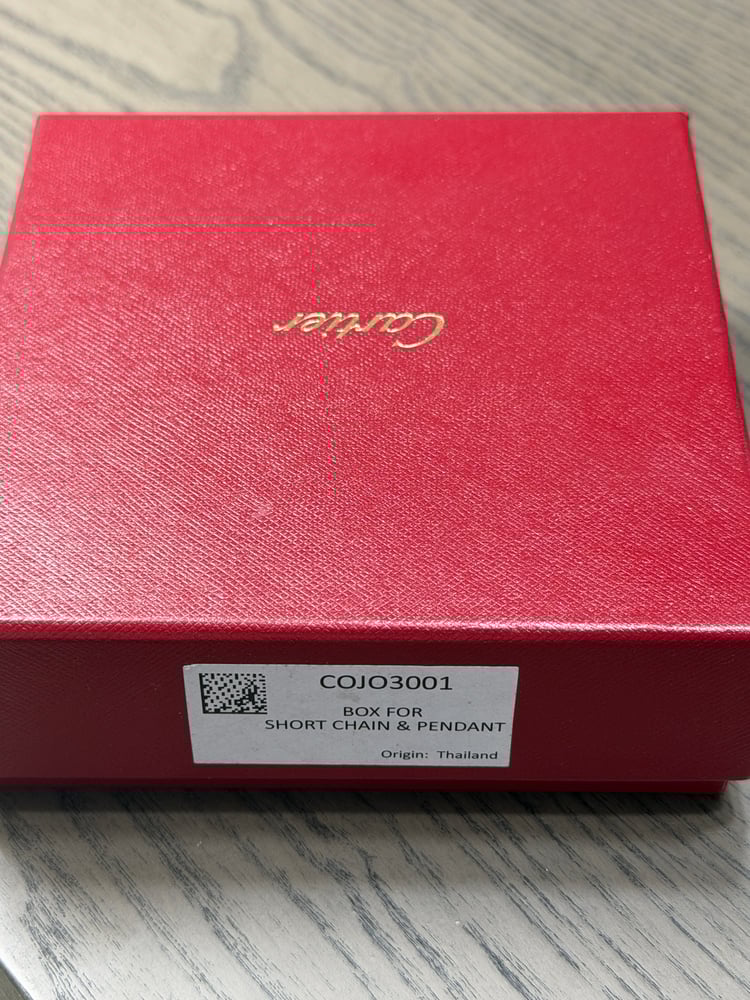 Cartier
COJO3001
BOX FOR
SHORT CHAIN & PENDANT
Origin: Thailand